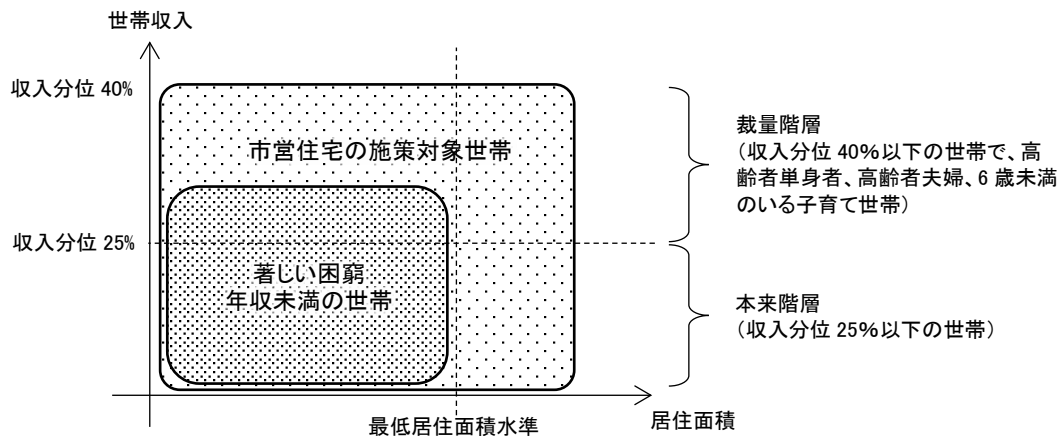 世帯収入
収入分位 40%
市営住宅の施策対象世帯
裁量階層
（収入分位 40％以下の世帯で、高
齢者単身者、高齢者夫婦、6 歳未満
のいる子育て世帯）
収入分位 25%
著しい困窮
年収未満の世帯
本来階層
（収入分位 25％以下の世帯）
最低居住面積水準
居住面積